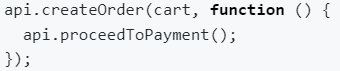 api.createOrder(cart, function () {
  api.proceedToPayment();
});